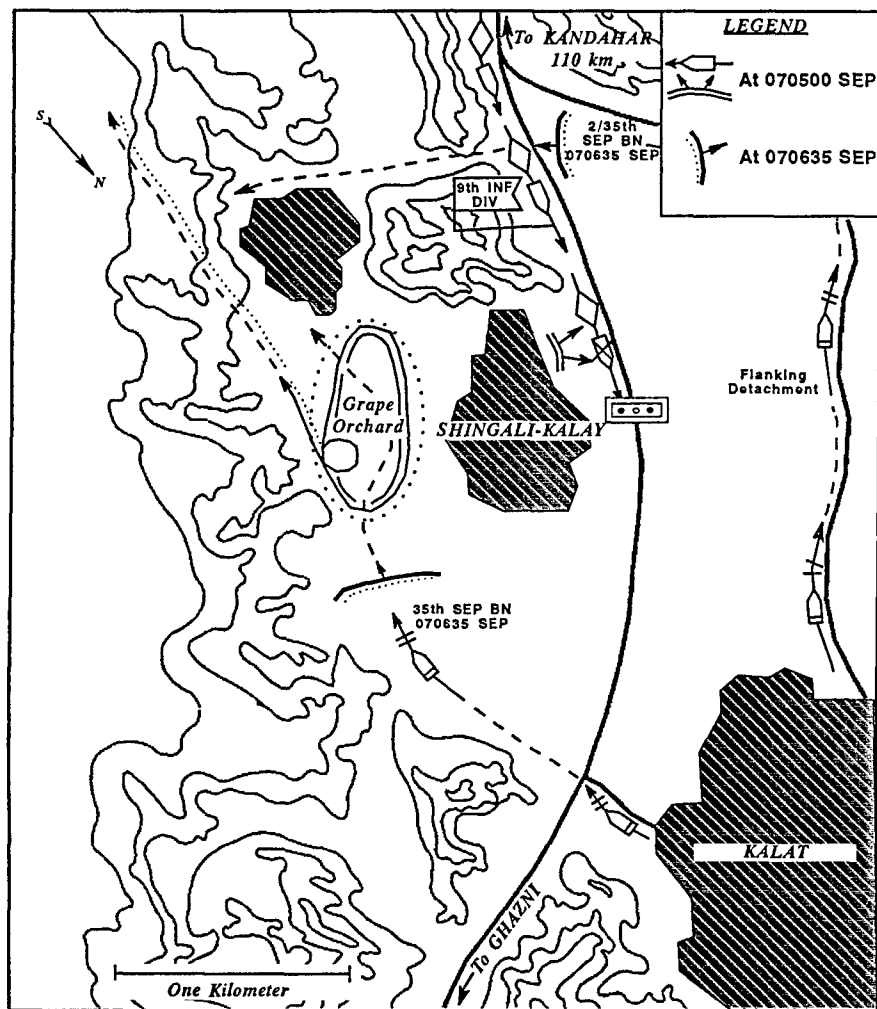 To KANDAHAR
110 km
LEGEND
At 070500 SEP
At 070635 SEP
S
N
2/35th
SEP BN
070635 SEP
9th INF
DIV
Flanking
Detachment
Grape
Orchard
SHINGALI-KALAY
35th SEP BN
070635 SEP
KALAT
To GHAZNI
One Kilometer